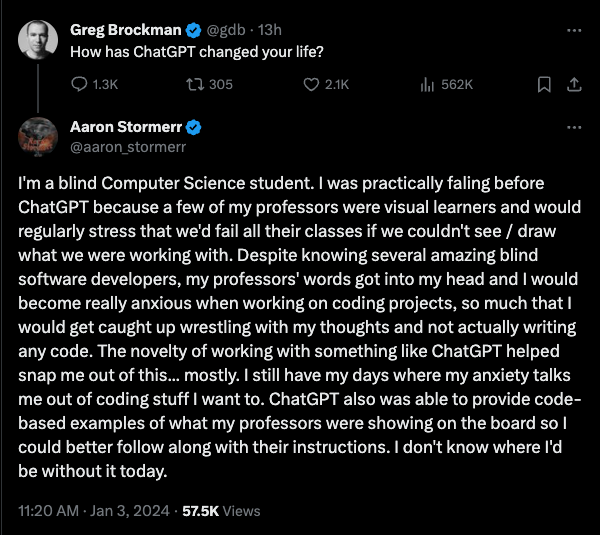 Greg Brockman @gdb · 13h
How has ChatGPT changed your life?
1.3K 305 2.1K 562K
Aaron Stormerr
@aaron_stormerr
I'm a blind Computer Science student. I was practically faling before
ChatGPT because a few of my professors were visual learners and would
regularly stress that we'd fail all their classes if we couldn't see / draw
what we were working with. Despite knowing several amazing blind
software developers, my professors' words got into my head and I would
become really anxious when working on coding projects, so much that I
would get caught up wrestling with my thoughts and not actually writing
any code. The novelty of working with something like ChatGPT helped
snap me out of this... mostly. I still have my days where my anxiety talks
me out of coding stuff I want to. ChatGPT also was able to provide code-
based examples of what my professors were showing on the board so I
could better follow along with their instructions. I don't know where I'd
be without it today.
11:20 AM · Jan 3, 2024 · 57.5K Views